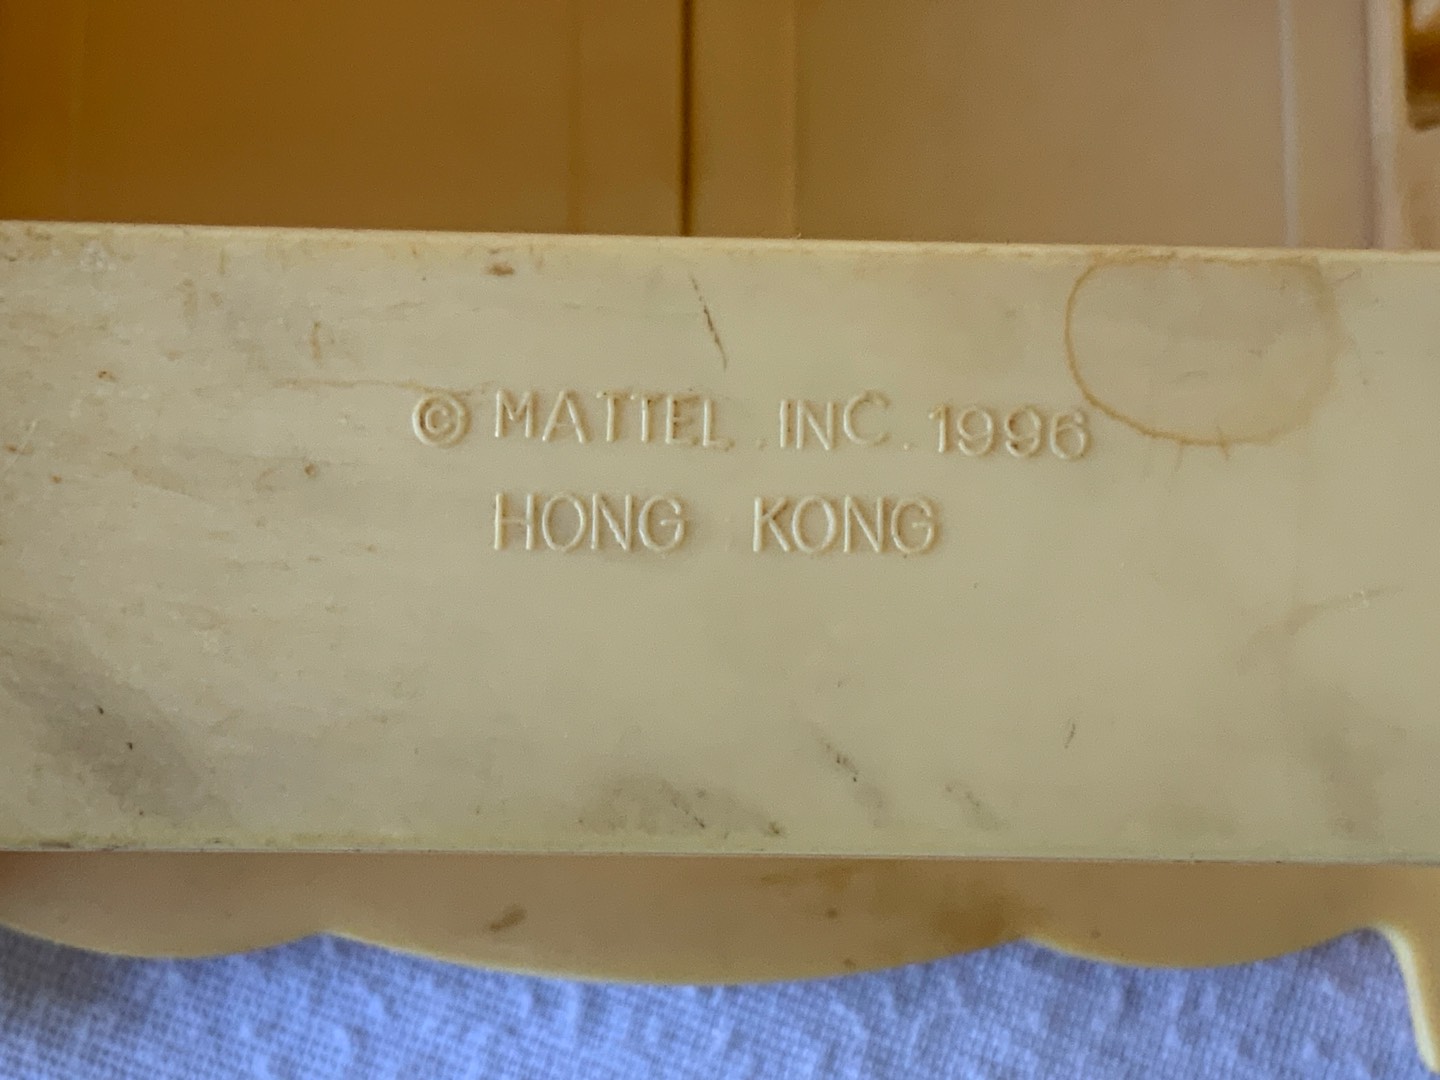 © MATTEL, INC. 1996
HONG KONG